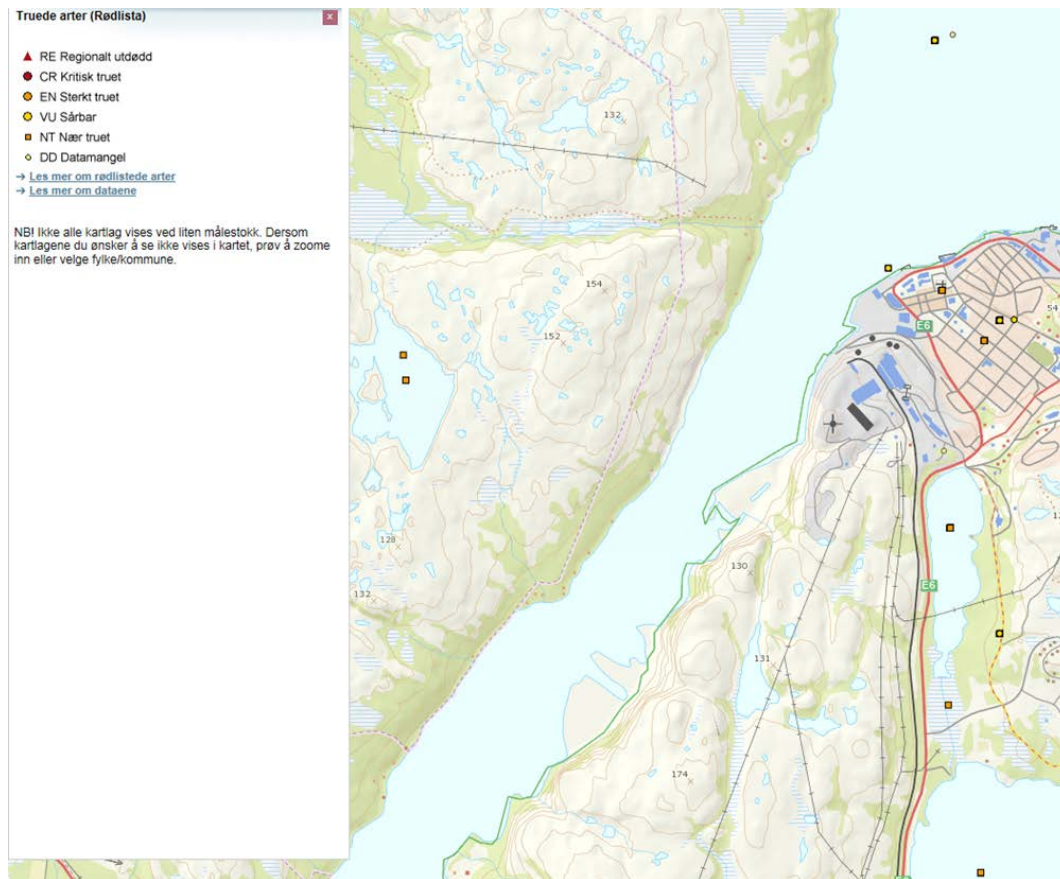 Truede arter (Rødlista)
x
RE Regionalt utdødd
CR Kritisk truet
EN Sterkt truet
VU Sårbar
NT Nær truet
DD Datamangel
→ Les mer om rødlistede arter
→ Les mer om dataene
NB! Ikke alle kartlag vises ved liten målestokk. Dersom
kartlagene du ønsker å se ikke vises i kartet, prøv å zoome
inn eller velge fylke/kommune.
132
154
152
E6
54
128
132
130
E6
131
174